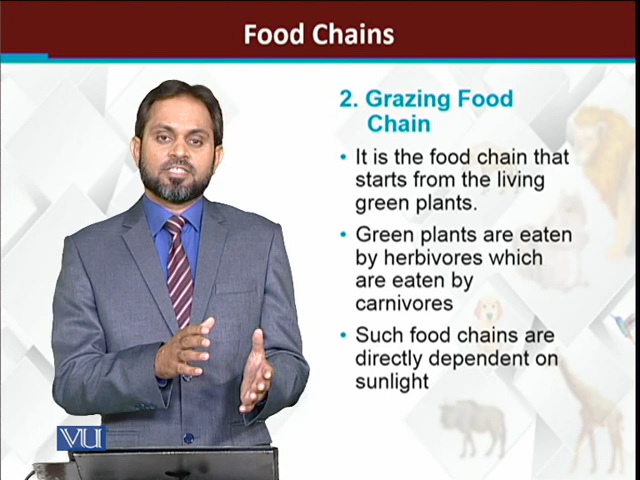 Food Chains
2. Grazing Food
Chain
• It is the food chain that
starts from the living
green plants.
• Green plants are eaten
by herbivores which
are eaten by
carnivores
• Such food chains are
directly dependent on
sunlight
VU